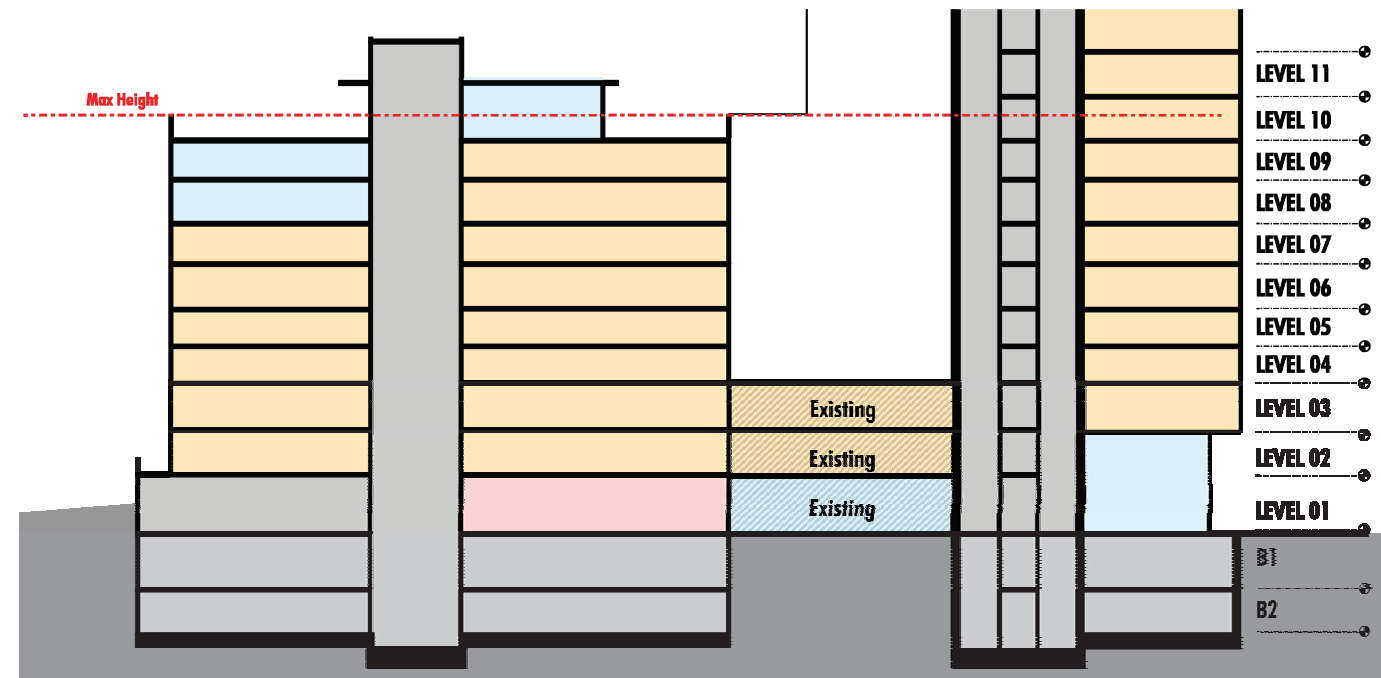 Max Height
LEVEL 11
LEVEL 10
LEVEL 09
LEVEL 08
LEVEL 07
LEVEL 06
LEVEL 05
LEVEL 04
Existing
LEVEL 03
Existing
LEVEL 02
Existing
LEVEL 01
B1
B2